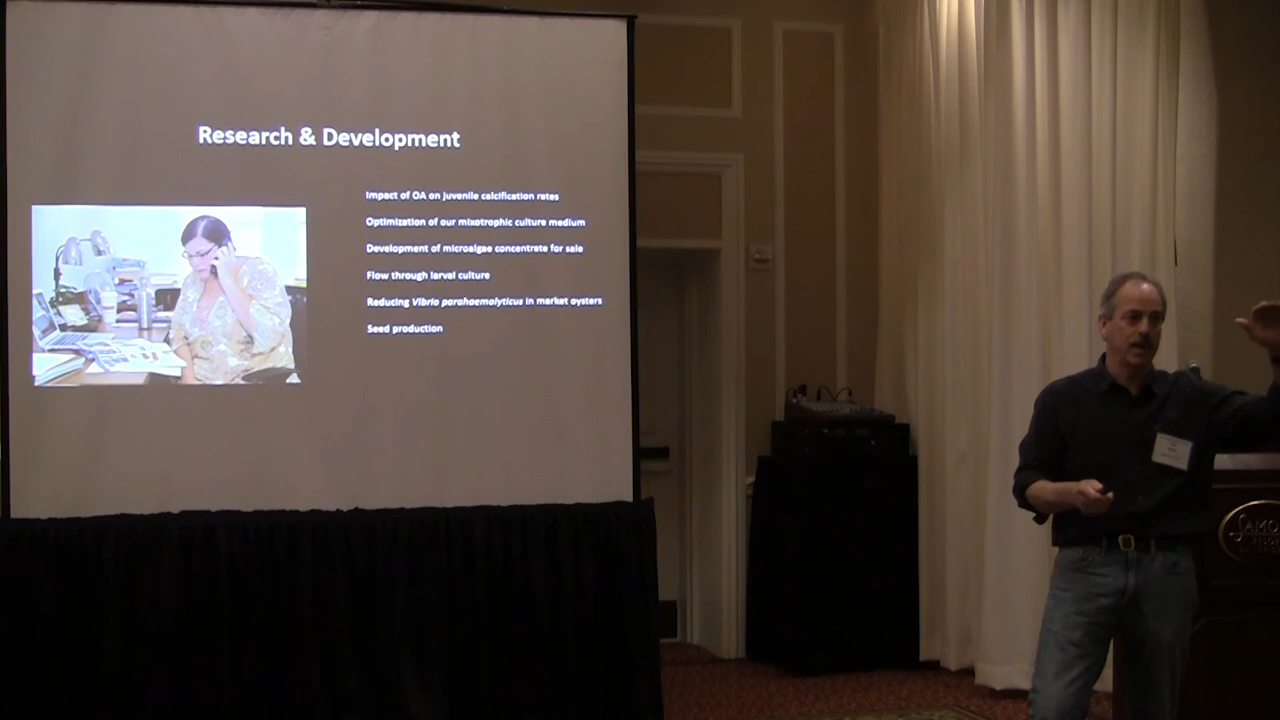 Research & Development
Impact of OA on juvenile calcification rates
Optimization of our mixotrophic culture medium
Development of microalgae concentrate for sale
Flow through larval culture
Reducing Vibrio parahaemolyticus in market oysters
Seed production